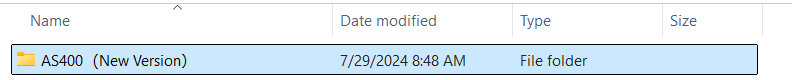 Name Date modified Type Size
AS400 （New Version） 7/29/2024 8:48 AM File folder